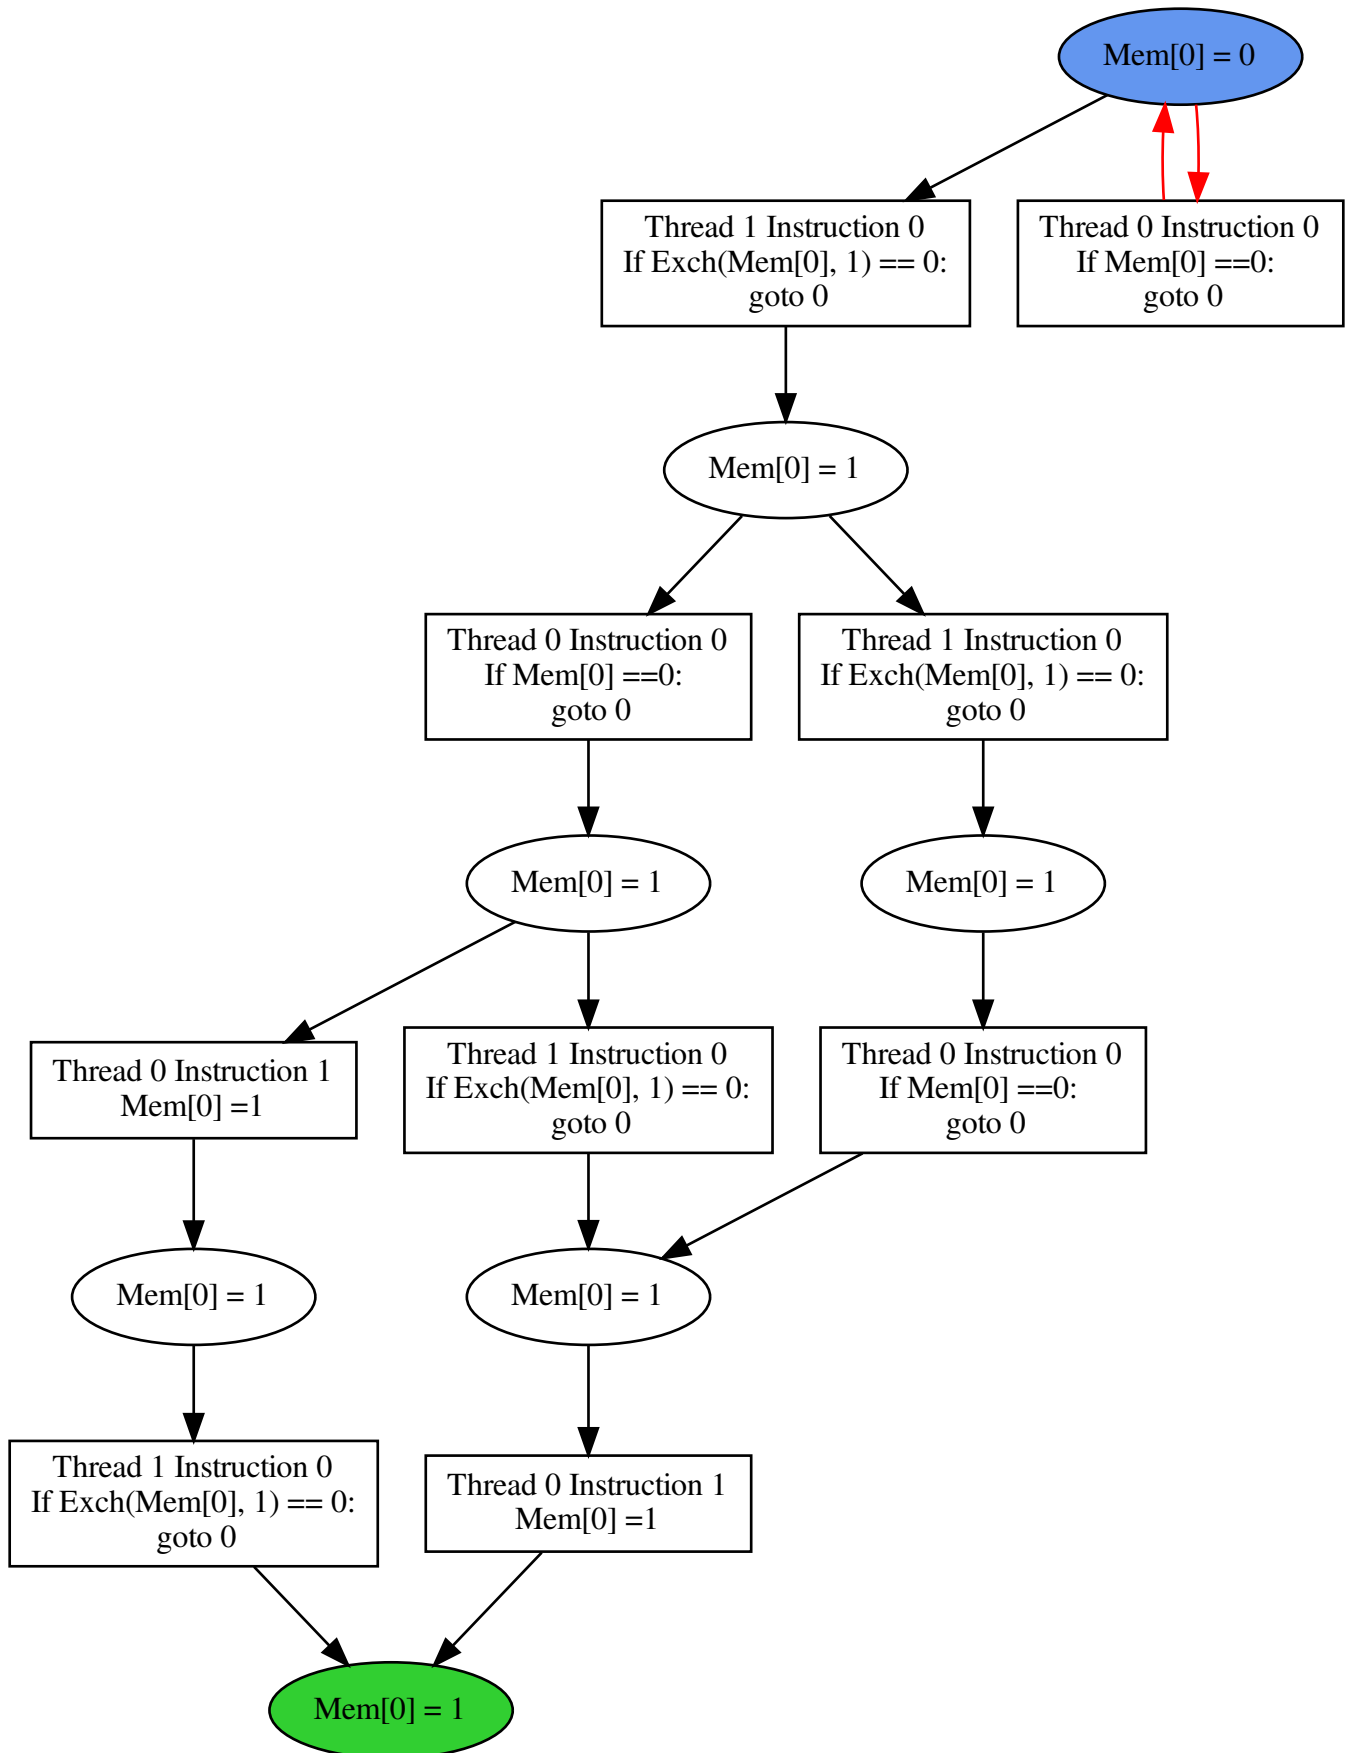 Mem[0] = 0
Thread 1 Instruction 0
If Exch(Mem[0], 1) == 0:
goto 0
Thread 0 Instruction 0
If Mem[0] ==0:
goto 0
Mem[0] = 1
Thread 0 Instruction 0
If Mem[0] ==0:
goto 0
Thread 1 Instruction 0
If Exch(Mem[0], 1) == 0:
goto 0
Mem[0] = 1
Mem[0] = 1
Thread 0 Instruction 1
Mem[0] =1
Thread 1 Instruction 0
If Exch(Mem[0], 1) == 0:
goto 0
Thread 0 Instruction 0
If Mem[0] ==0:
goto 0
Mem[0] = 1
Mem[0] = 1
Thread 1 Instruction 0
If Exch(Mem[0], 1) == 0:
goto 0
Thread 0 Instruction 1
Mem[0] =1
Mem[0] = 1